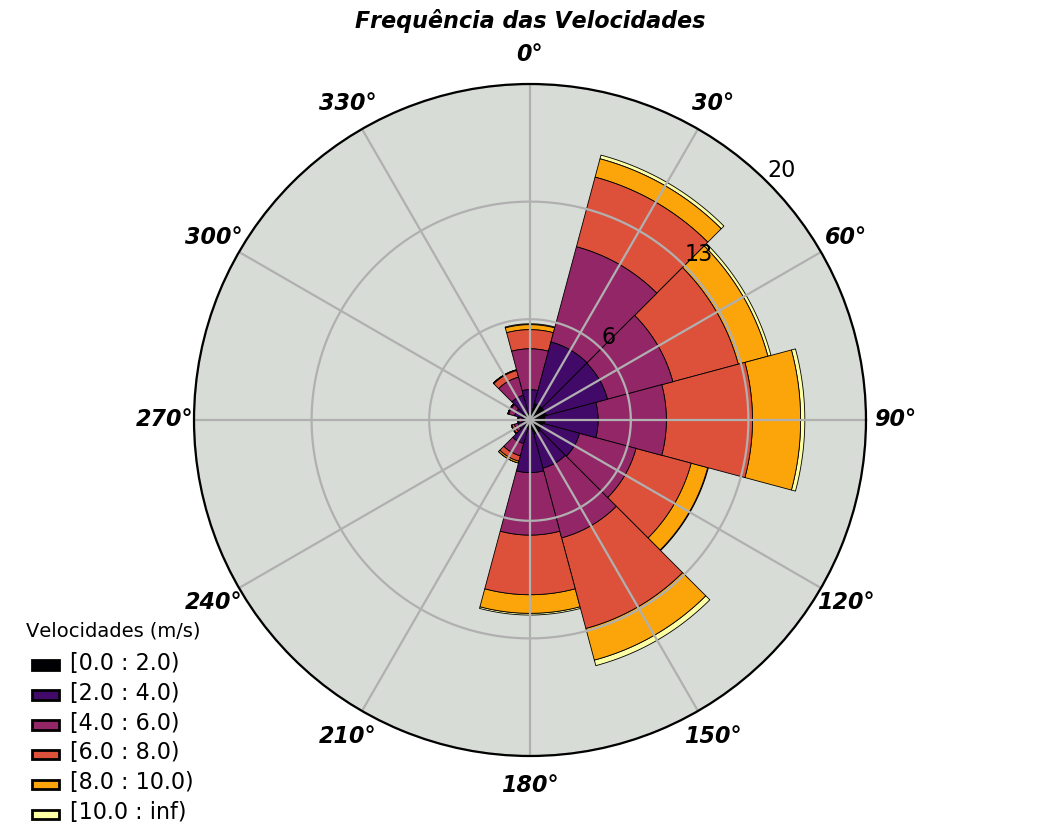 Frequência das Velocidades
0°
330°
30°
20
300°
60°
13
6
270°
90°
240°
120°
210°
150°
180°
Velocidades (m/s)
[0.0 : 2.0)
[2.0 : 4.0)
[4.0 : 6.0)
[6.0 : 8.0)
[8.0 : 10.0)
[10.0 : inf)